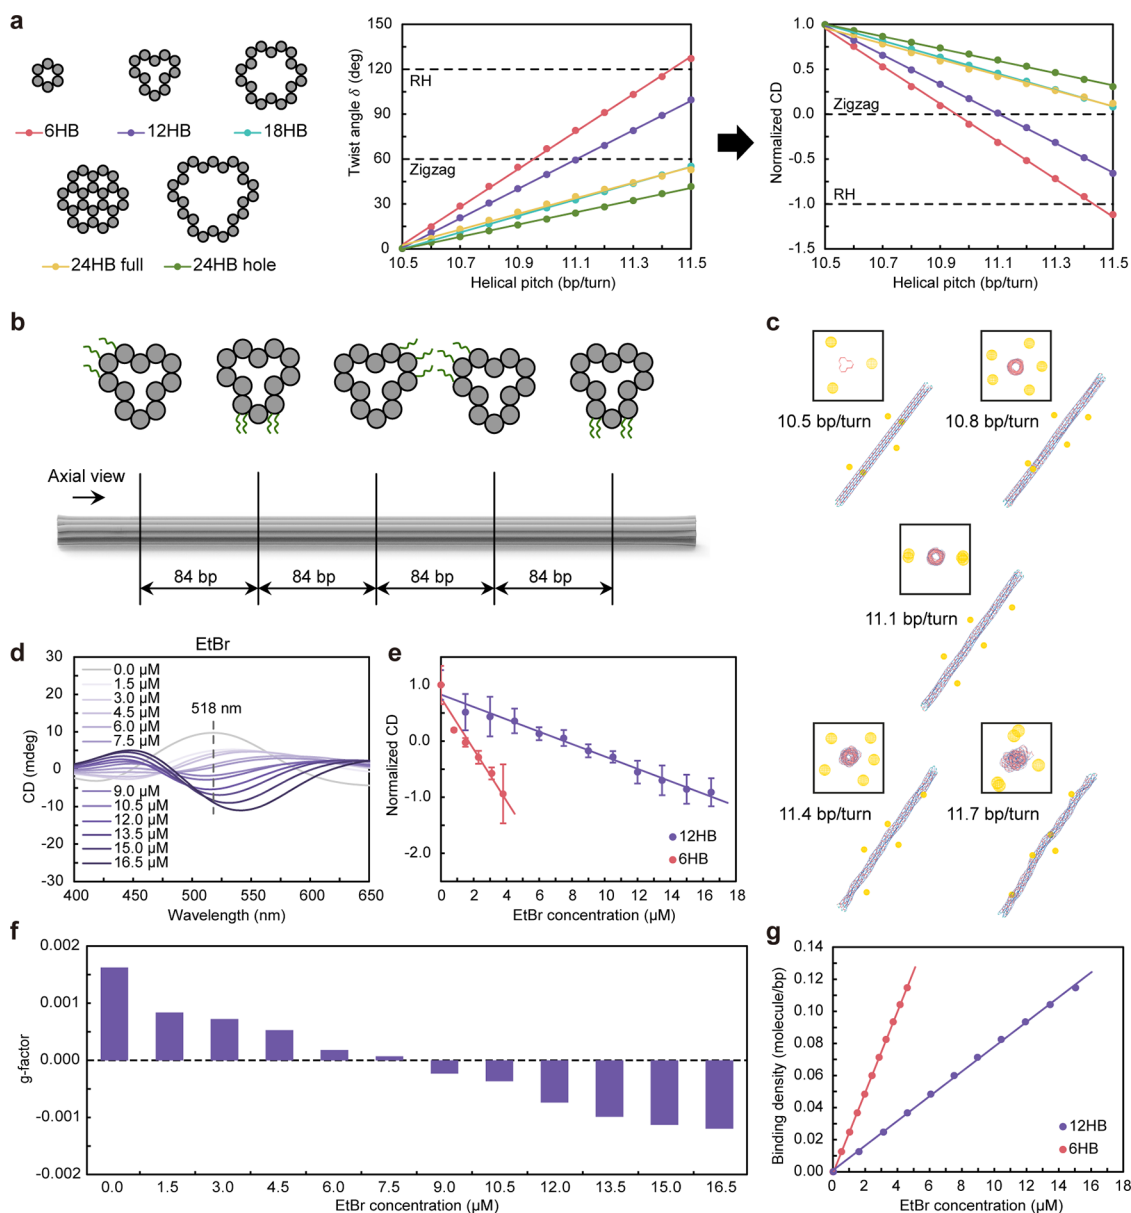 a
6HB
12HB
18HB
24HB full
24HB hole
Twist angle δ (deg)
150
120
90
60
30
0
RH
Zigzag
10.5 10.7 10.9 11.1 11.3 11.5
Helical pitch (bp/turn)
Normalized CD
1.0
0.5
0.0
-0.5
-1.0
-1.5
Zigzag
RH
10.5 10.7 10.9 11.1 11.3 11.5
Helical pitch (bp/turn)
b
Axial view
84 bp 84 bp 84 bp 84 bp
c
10.5 bp/turn
10.8 bp/turn
11.1 bp/turn
11.4 bp/turn
11.7 bp/turn
d
EtBr
CD (mdeg)
30
20
10
0
-10
-20
-30
0.0 µM
1.5 µM
3.0 µM
4.5 µM
6.0 µM
7.5 µM
518 nm
9.0 µM
10.5 µM
12.0 µM
13.5 µM
15.0 µM
16.5 µM
400 450 500 550 600 650
Wavelength (nm)
e
Normalized CD
1.0
0.0
-1.0
-2.0
12HB
6HB
0 2 4 6 8 10 12 14 16 18
EtBr concentration (µM)
f
g-factor
0.002
0.001
0.000
-0.001
-0.002
0.0 1.5 3.0 4.5 6.0 7.5 9.0 10.5 12.0 13.5 15.0 16.5
EtBr concentration (µM)
g
Binding density (molecule/bp)
0.14
0.12
0.10
0.08
0.06
0.04
0.02
0.00
12HB
6HB
0 2 4 6 8 10 12 14 16 18
EtBr concentration (µM)